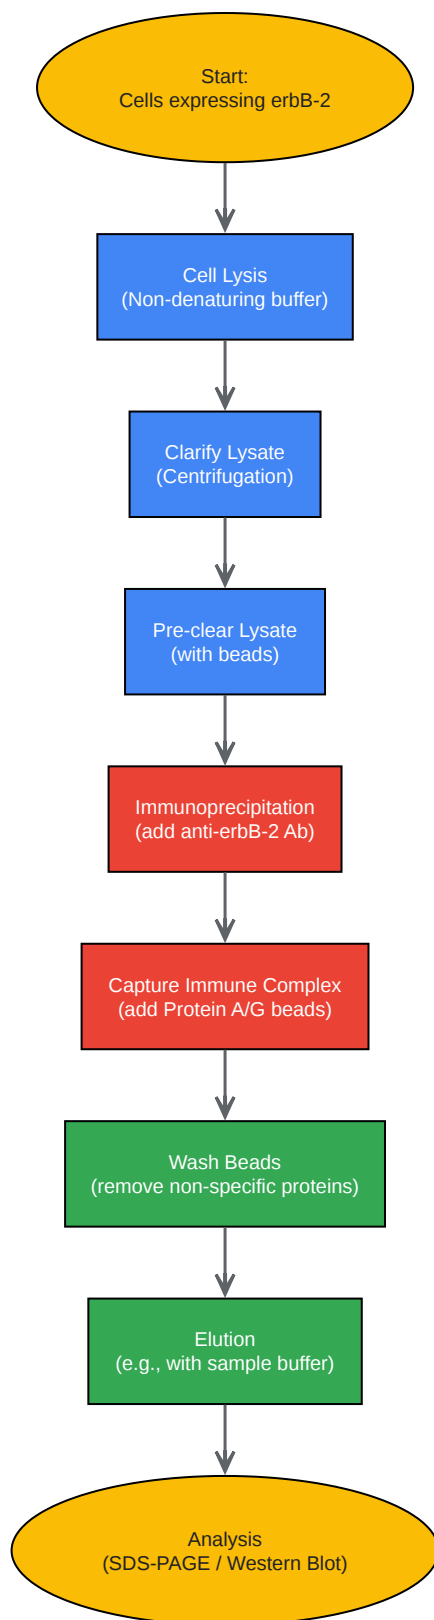 Start:
Cells expressing erbB-2
Cell Lysis
(Non-denaturing buffer)
Clarify Lysate
(Centrifugation)
Pre-clear Lysate
(with beads)
Immunoprecipitation
(add anti-erbB-2 Ab)
Capture Immune Complex
(add Protein A/G beads)
Wash Beads
(remove non-specific proteins)
Elution
(e.g., with sample buffer)
Analysis
(SDS-PAGE / Western Blot)